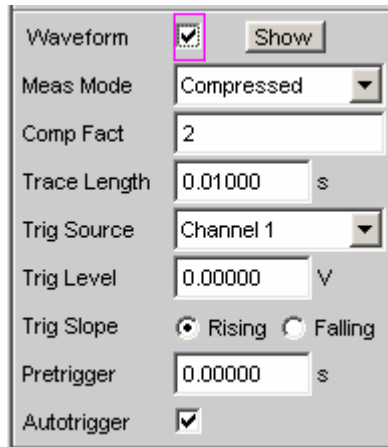 Waveform Show
Meas Mode Compressed
Comp Fact 2
Trace Length 0.01000 s
Trig Source Channel 1
Trig Level 0.00000 V
Trig Slope Rising Falling
Pretrigger 0.00000 s
Autotrigger